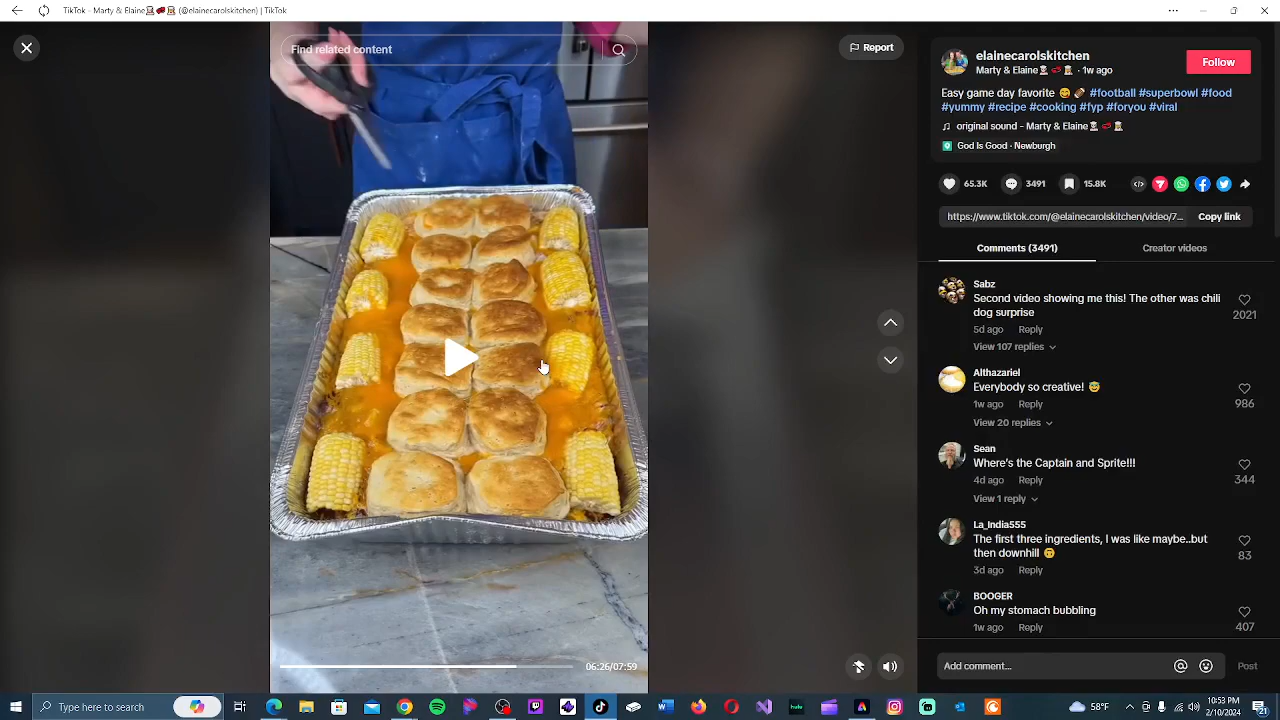 TikTok - Marty & Elaine👨‍🍳💋👩‍🍳 (@elainecarrolskitchen) | TikTok
Find related content
Report
elainecarrolskitchen
Marty & Elaine👨‍🍳💋👩‍🍳 · 1w ago
Follow
Easy game day favorite 😋 🏈 #football #superbowl #food
#yummy #recipe #cooking #fyp #foryou #viral
original sound - Marty & Elaine👨‍🍳💋👩‍🍳
God Is Good · Newburgh
65.3K
3491
15.8K
https://www.tiktok.com/@elainecarrolskitchen/video/7...
Copy link
Comments (3491)
Creator videos
Sabz
Second video showing me this! The other was chili
dog surprise
2021
5d ago Reply
View 107 replies
Althazariel
Everybody so creative! 🤓
986
1w ago Reply
View 20 replies
Sean
Where's the Captain and Sprite!!!
344
4d ago Reply
View 1 reply
La_India555
The first three ingredients, I was like maybe..but
then downhill 🙃
83
3d ago Reply
BOOGER
Oh my stomach bubbling
407
1w ago Reply
06:26/07:59
Add comment...
Post
Type here to search
hulu
10:35 PM
2/10/2024